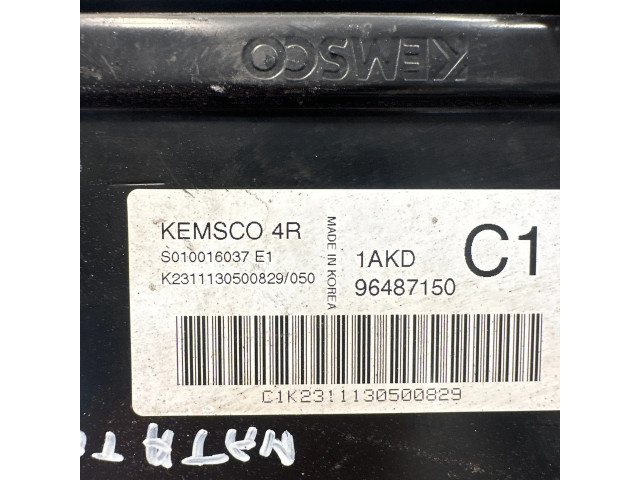 KEMSCO
KEMSCO 4R
S010016037 E1
K2311130500829/050
MADE IN KOREA
1AKD
96487150
C1
C1K2311130500829